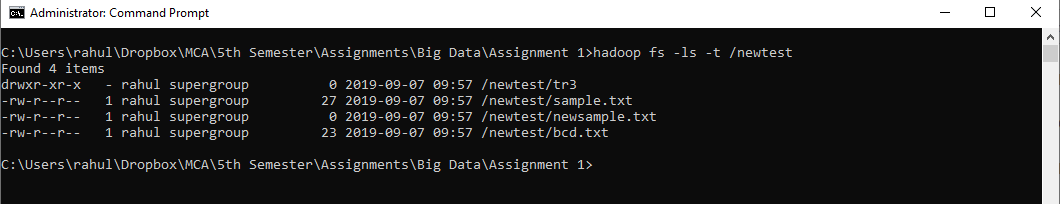 Administrator: Command Prompt
C:\Users\rahul\Dropbox\MCA\5th Semester\Assignments\Big Data\Assignment 1>hadoop fs -ls -t /newtest
Found 4 items
drwxr-xr-x   - rahul supergroup          0 2019-09-07 09:57 /newtest/tr3
-rw-r--r--   1 rahul supergroup         27 2019-09-07 09:57 /newtest/sample.txt
-rw-r--r--   1 rahul supergroup          0 2019-09-07 09:57 /newtest/newsample.txt
-rw-r--r--   1 rahul supergroup         23 2019-09-07 09:57 /newtest/bcd.txt
C:\Users\rahul\Dropbox\MCA\5th Semester\Assignments\Big Data\Assignment 1>